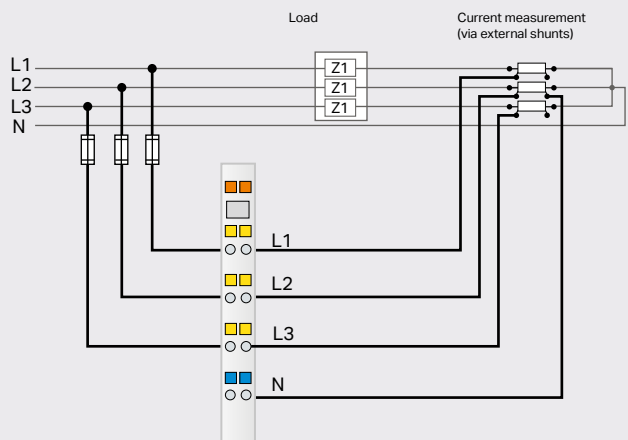 Load
Current measurement
(via external shunts)
L1
L2
L3
N
Z1
Z1
Z1
L1
L2
L3
N